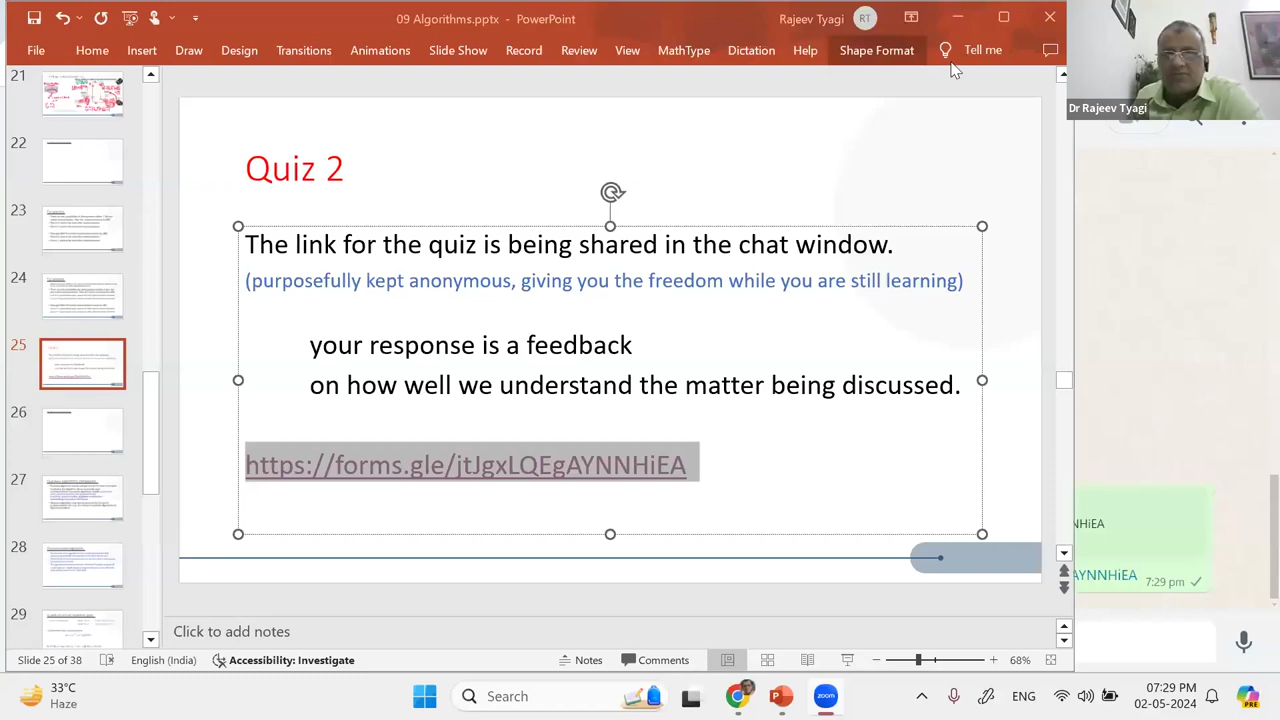 09 Algorithms.pptx - PowerPoint
Rajeev Tyagi RT
File Home Insert Draw Design Transitions Animations Slide Show Record Review View MathType Dictation Help Shape Format Tell me
Dr Rajeev Tyagi
21
22
23
24
25
26
27
28
29
Quiz 2
The link for the quiz is being shared in the chat window.
(purposefully kept anonymous, giving you the freedom while you are still learning)
your response is a feedback
on how well we understand the matter being discussed.
https://forms.gle/jtJgxLQEgAYNNHiEA
NHiEA
AYNNHiEA
7:29 pm
Click to add notes
Slide 25 of 38 English (India) Accessibility: Investigate Notes Comments 68%
33°C
Haze
Search
ENG
07:29 PM
02-05-2024
PRE